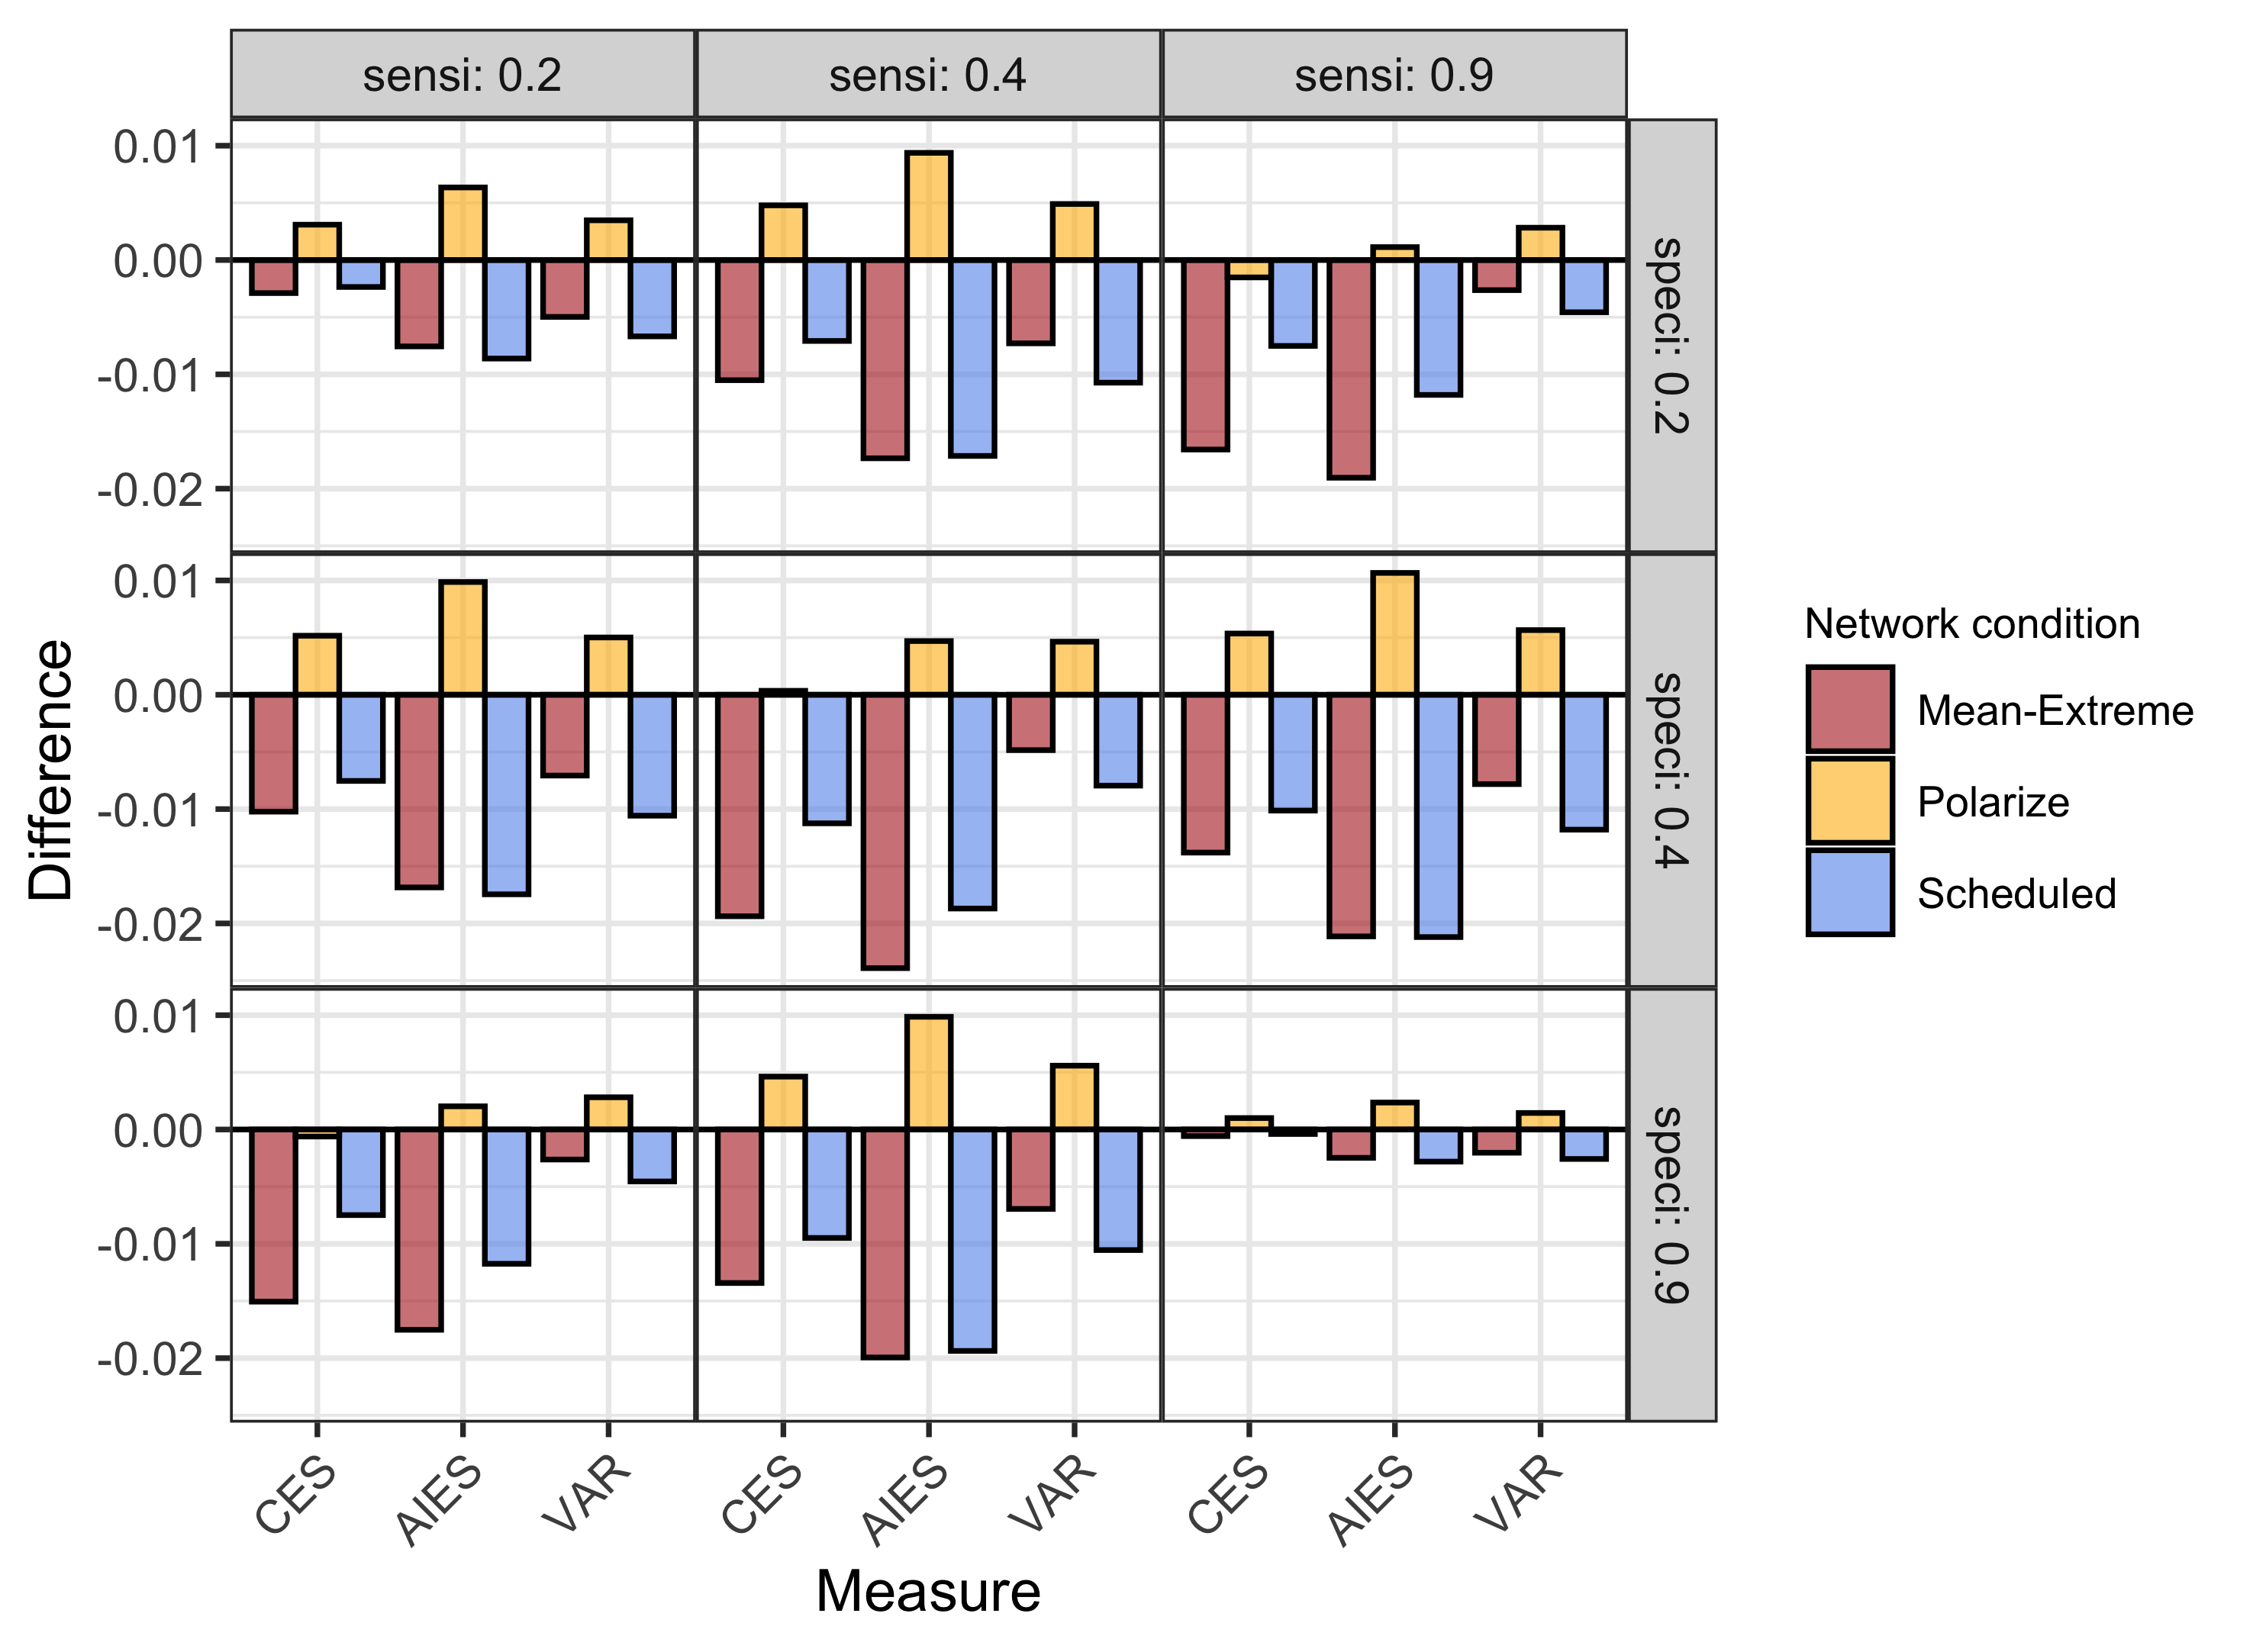 sensi: 0.2
sensi: 0.4
sensi: 0.9
0.01
0.00
-0.01
-0.02
speci: 0.2
0.01
0.00
-0.01
-0.02
speci: 0.4
0.01
0.00
-0.01
-0.02
speci: 0.9
Difference
CES
AIES
VAR
CES
AIES
VAR
CES
AIES
VAR
Measure
Network condition
Mean-Extreme
Polarize
Scheduled